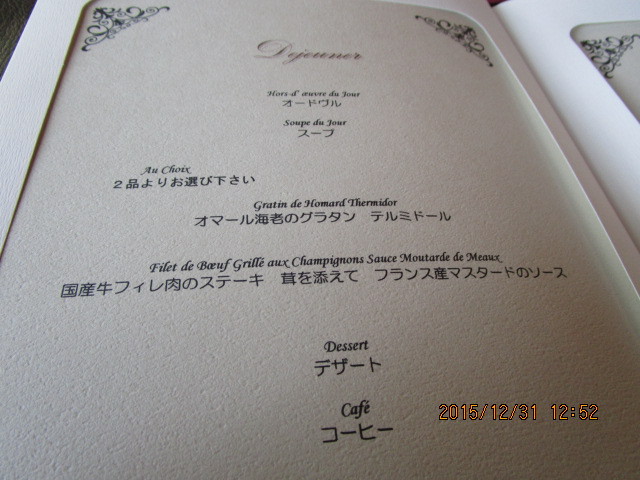 Dejeuner
Hors-d' œuvre du Jour
オードヴル
Soupe du Jour
スープ
Au Choix
２品よりお選び下さい
Gratin de Homard Thermidor
オマール海老のグラタン　テルミドール
Filet de Bœuf Grillé aux Champignons Sauce Moutarde de Meaux
国産牛フィレ肉のステーキ　茸を添えて　フランス産マスタードのソース
Dessert
デザート
Café
コーヒー
2015/12/31 12:52